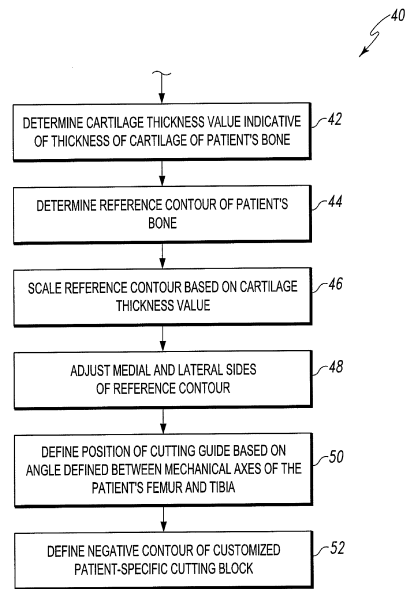 40
DETERMINE CARTILAGE THICKNESS VALUE INDICATIVE
OF THICKNESS OF CARTILAGE OF PATIENT'S BONE
42
DETERMINE REFERENCE CONTOUR OF PATIENT'S
BONE
44
SCALE REFERENCE CONTOUR BASED ON CARTILAGE
THICKNESS VALUE
46
ADJUST MEDIAL AND LATERAL SIDES
OF REFERENCE CONTOUR
48
DEFINE POSITION OF CUTTING GUIDE BASED ON
ANGLE DEFINED BETWEEN MECHANICAL AXES OF THE
PATIENT'S FEMUR AND TIBIA
50
DEFINE NEGATIVE CONTOUR OF CUSTOMIZED
PATIENT-SPECIFIC CUTTING BLOCK
52